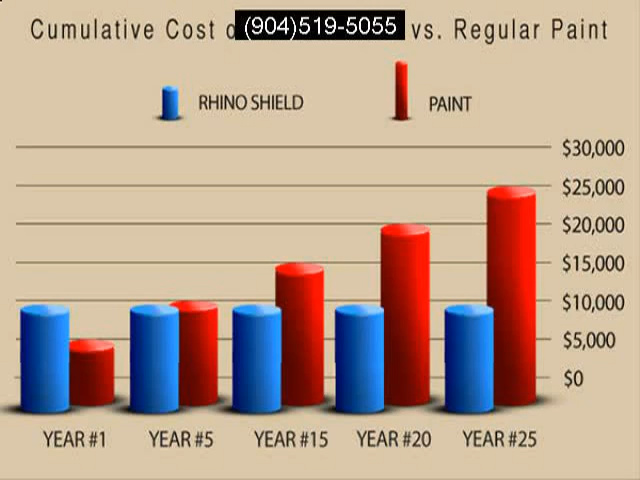 Cumulative Cost (904)519-5055 vs. Regular Paint
RHINO SHIELD
PAINT
$30,000
$25,000
$20,000
$15,000
$10,000
$5,000
$0
YEAR #1 YEAR #5 YEAR #15 YEAR #20 YEAR #25